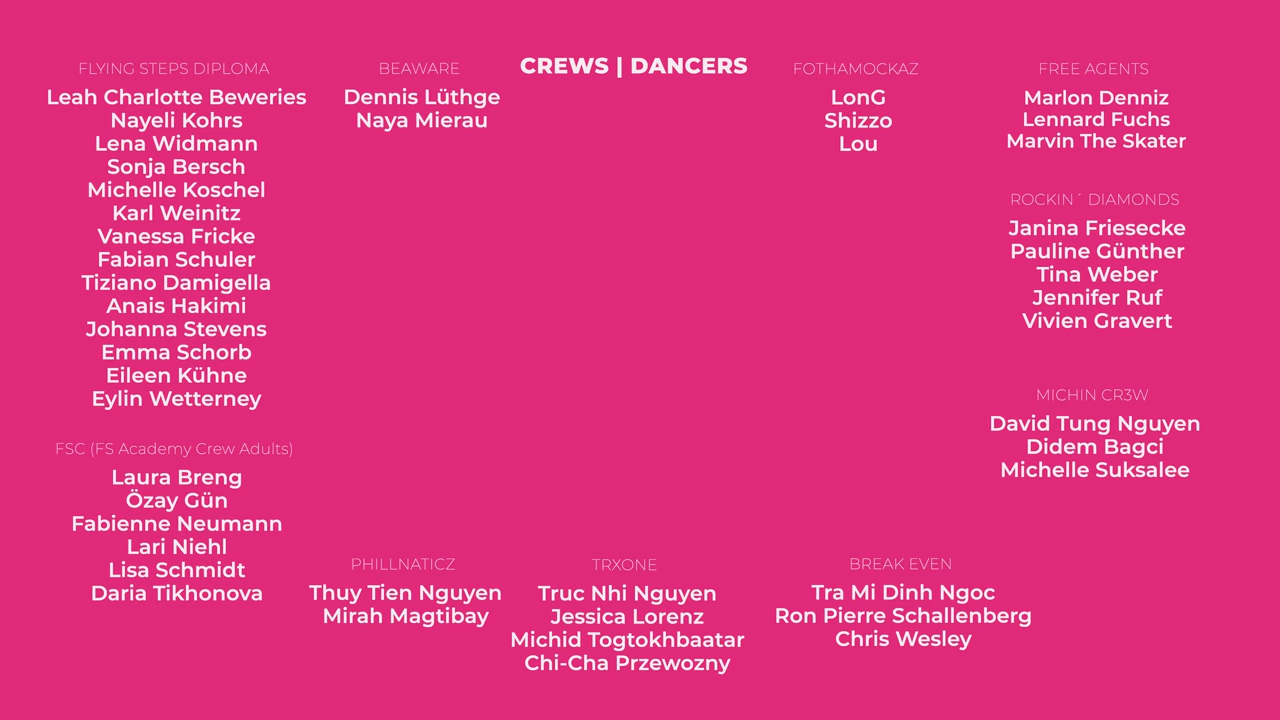 CREWS | DANCERS
FLYING STEPS DIPLOMA
Leah Charlotte Beweries
Nayeli Kohrs
Lena Widmann
Sonja Bersch
Michelle Koschel
Karl Weinitz
Vanessa Fricke
Fabian Schuler
Tiziano Damigella
Anais Hakimi
Johanna Stevens
Emma Schorb
Eileen Kühne
Eylin Wetterney
FSC (FS Academy Crew Adults)
Laura Breng
Özay Gün
Fabienne Neumann
Lari Niehl
Lisa Schmidt
Daria Tikhonova
BEAWARE
Dennis Lüthge
Naya Mierau
PHILLNATICZ
Thuy Tien Nguyen
Mirah Magtibay
TRXONE
Truc Nhi Nguyen
Jessica Lorenz
Michid Togtokhbaatar
Chi-Cha Przewozny
FOTHAMOCKAZ
LonG
Shizzo
Lou
BREAK EVEN
Tra Mi Dinh Ngoc
Ron Pierre Schallenberg
Chris Wesley
FREE AGENTS
Marlon Denniz
Lennard Fuchs
Marvin The Skater
ROCKIN´ DIAMONDS
Janina Friesecke
Pauline Günther
Tina Weber
Jennifer Ruf
Vivien Gravert
MICHIN CR3W
David Tung Nguyen
Didem Bagci
Michelle Suksalee